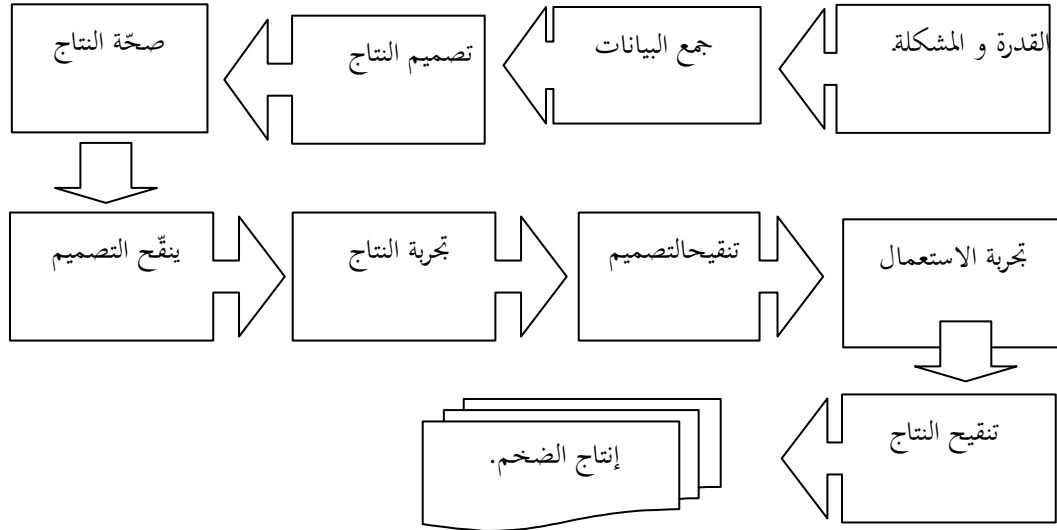 القدرة و المشكلة
جمع البيانات
تصميم النتاج
صحّة النتاج
ينقّح التصميم
تجربة النتاج
تنقيحالتصميم
تجربة الاستعمال
تنقيح النتاج
إنتاج الضخم.